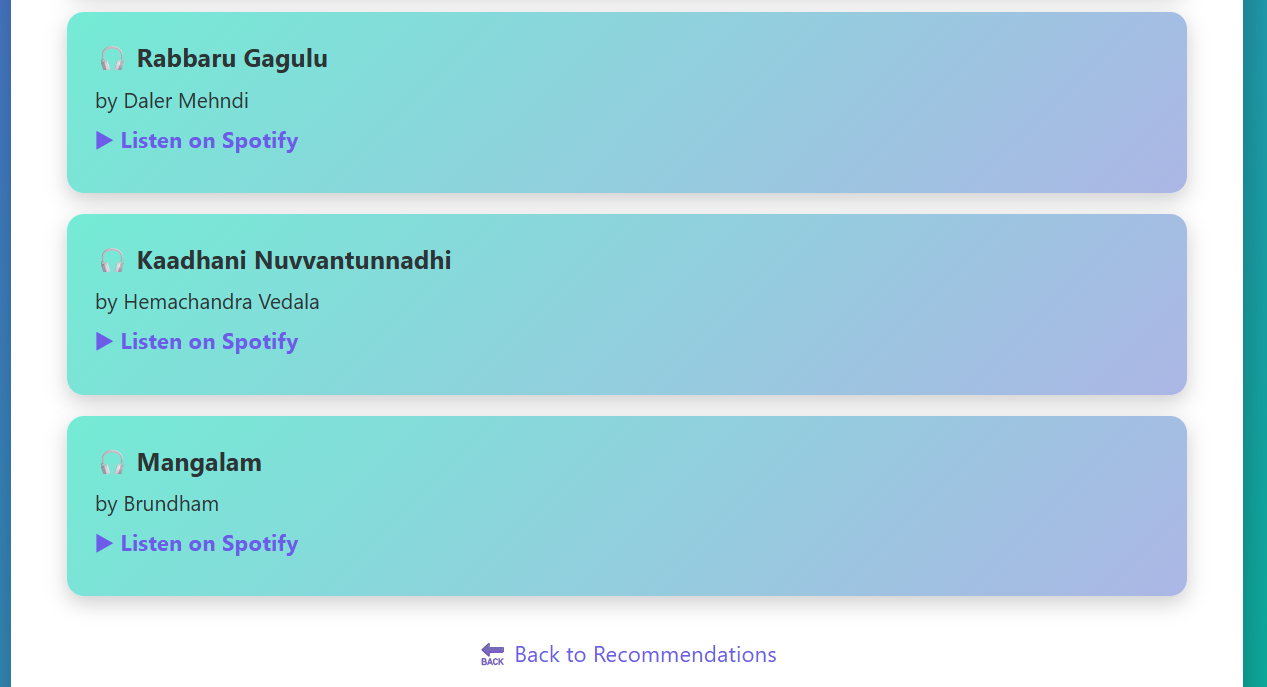 🎧 Rabbaru Gagulu
by Daler Mehndi
▶ Listen on Spotify
🎧 Kaadhani Nuvvantunnadhi
by Hemachandra Vedala
▶ Listen on Spotify
🎧 Mangalam
by Brundham
▶ Listen on Spotify
🔙 Back to Recommendations